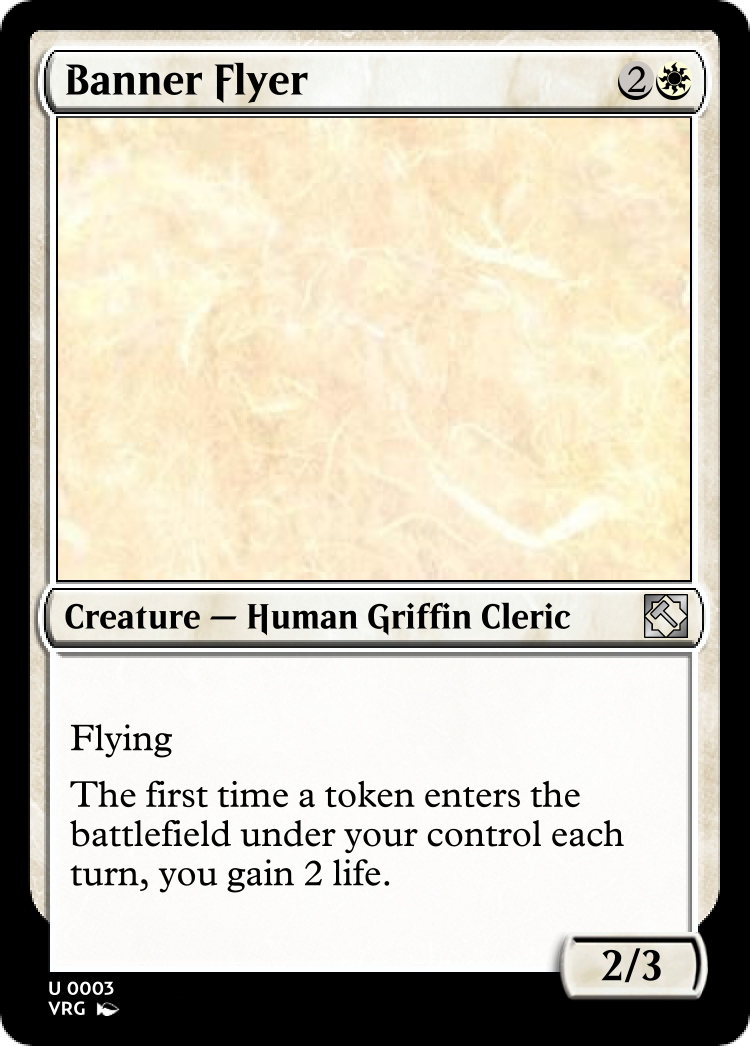 Banner Flyer 2
Creature — Human Griffin Cleric
Flying
The first time a token enters the
battlefield under your control each
turn, you gain 2 life.
2/3
U 0003
VRG